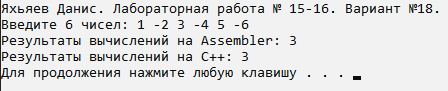 Яхьяев Данис. Лабораторная работа № 15-16. Вариант №18.
Введите 6 чисел: 1 -2 3 -4 5 -6
Результаты вычислений на Assembler: 3
Результаты вычислений на C++: 3
Для продолжения нажмите любую клавишу . . .